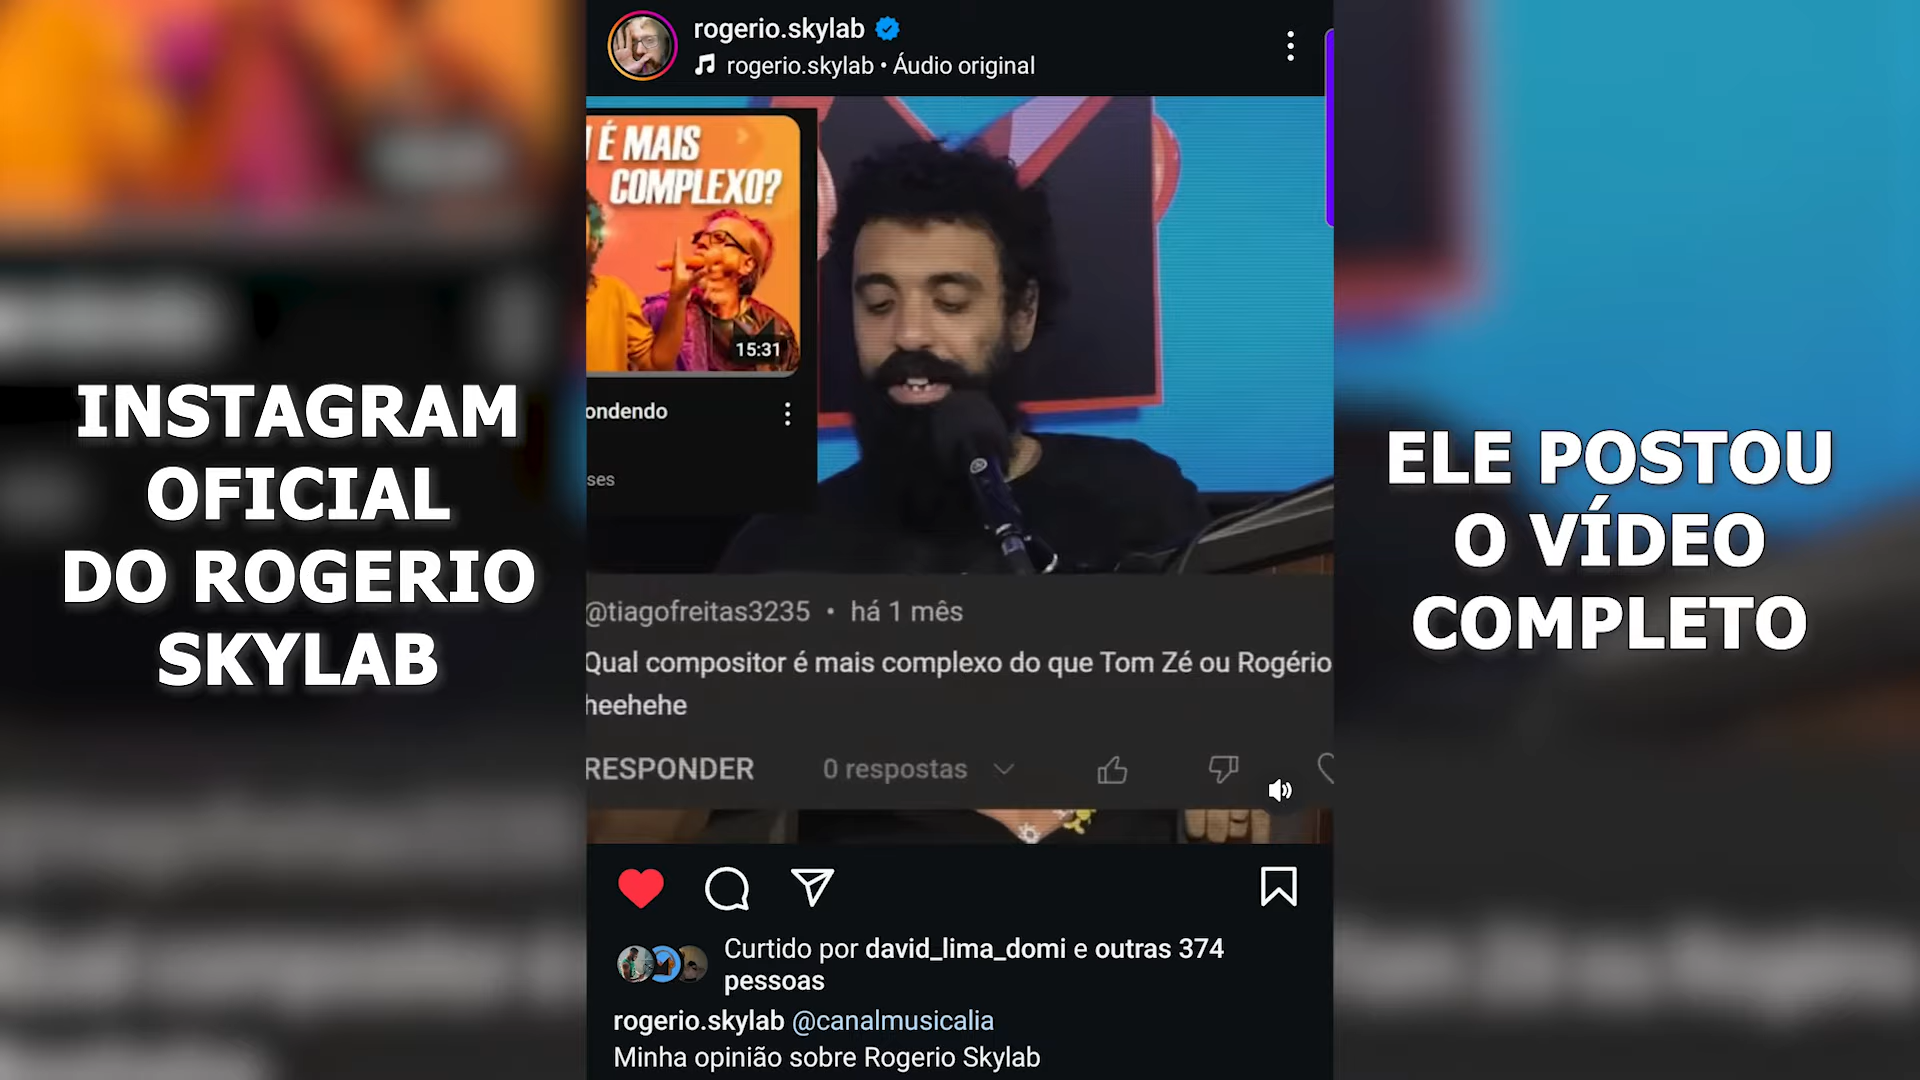 INSTAGRAM
OFICIAL
DO ROGERIO
SKYLAB
rogerio.skylab
rogerio.skylab • Áudio original
É MAIS
COMPLEXO?
15:31
ondendo
ses
@tiagofreitas3235 • há 1 mês
Qual compositor é mais complexo do que Tom Zé ou Rogério
heehehe
RESPONDER 0 respostas
Curtido por david_lima_domi e outras 374
pessoas
rogerio.skylab @canalmusicalia
Minha opinião sobre Rogerio Skylab
ELE POSTOU
O VÍDEO
COMPLETO